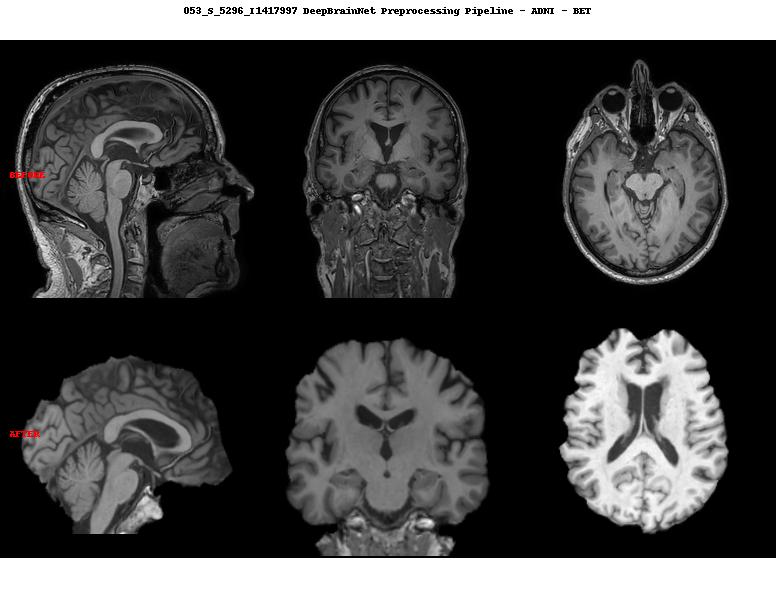 053_S_5296_I1417997 DeepBrainNet Preprocessing Pipeline - ADNI - BET
BEFORE
AFTER